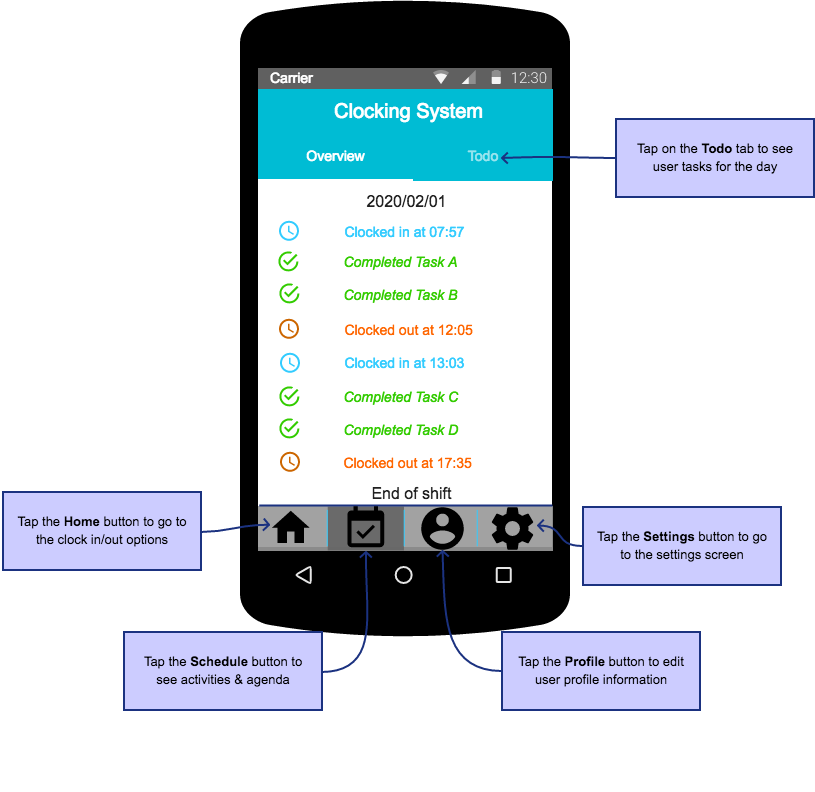 Carrier 12:30
Clocking System
Overview Todo
Tap on the Todo tab to see
user tasks for the day
2020/02/01
Clocked in at 07:57
Completed Task A
Completed Task B
Clocked out at 12:05
Clocked in at 13:03
Completed Task C
Completed Task D
Clocked out at 17:35
End of shift
Tap the Home button to go to
the clock in/out options
Tap the Settings button to go
to the settings screen
Tap the Schedule button to
see activities & agenda
Tap the Profile button to edit
user profile information